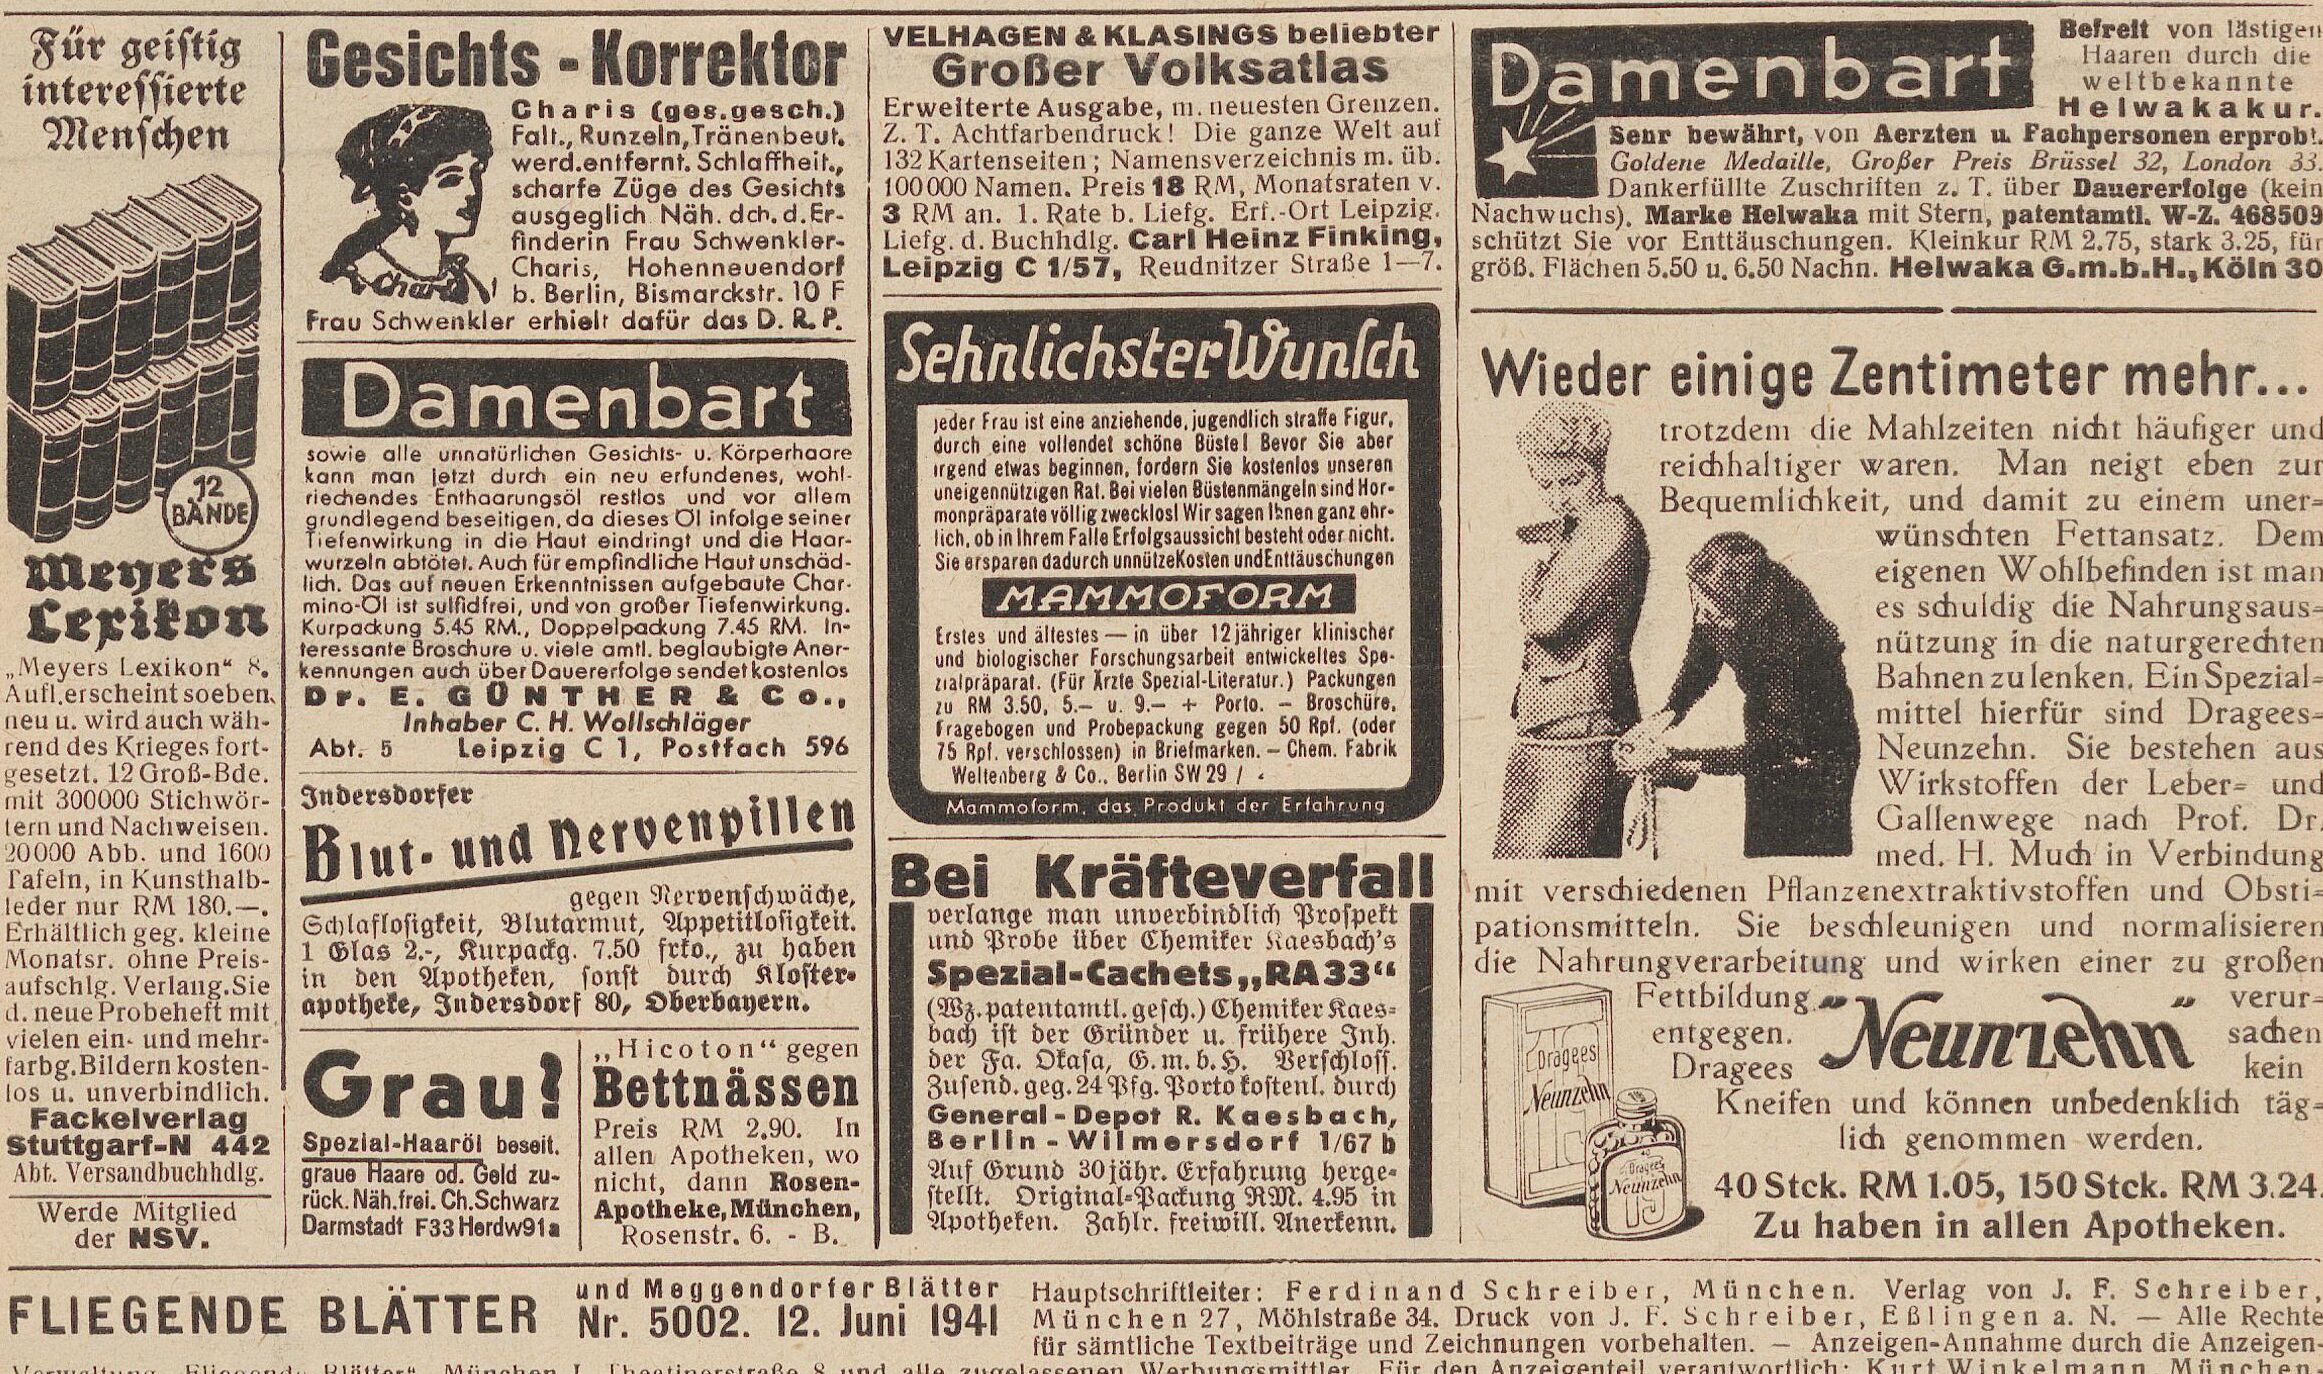 Für geistig
interessierte
Menschen
12
BÄNDE
Meyers
Lexikon
„Meyers Lexikon“ 8.
Aufl. erscheint soeben
neu u. wird auch wäh-
rend des Krieges fort-
gesetzt. 12 Groß-Bde.
mit 300000 Stichwör-
tern und Nachweisen.
20000 Abb. und 1600
Tafeln, in Kunsthalb-
leder nur RM 180.—.
Erhältlich geg. kleine
Monatsr. ohne Preis-
aufschlg. Verlang. Sie
d. neue Probeheft mit
vielen ein- und mehr-
farbg. Bildern kosten-
los u. unverbindlich.
Fackelverlag
Stuttgart-N 442
Abt. Versandbuchhdlg.
Werde Mitglied
der NSV.
Gesichts-Korrektor
Charis (ges. gesch.)
Falt., Runzeln, Tränenbeut.
werd. entfernt. Schlaffheit.,
scharfe Züge des Gesichts
ausgeglich Näh. dch. d. Er-
finderin Frau Schwenkler-
Charis, Hohenneuendorf
b. Berlin, Bismarckstr. 10 F
Charis
Frau Schwenkler erhielt dafür das D. R. P.
Damenbart
sowie alle unnatürlichen Gesichts- u. Körperhaare
kann man jetzt durch ein neu erfundenes, wohl-
riechendes Enthaarungsöl restlos und vor allem
grundlegend beseitigen, da dieses Öl infolge seiner
Tiefenwirkung in die Haut eindringt und die Haar-
wurzeln abtötet. Auch für empfindliche Haut unschäd-
lich. Das auf neuen Erkenntnissen aufgebaute Char-
mino-Öl ist sulfidfrei, und von großer Tiefenwirkung.
Kurpackung 5.45 RM., Doppelpackung 7.45 RM. In-
teressante Broschüre u. viele amtl. beglaubigte Aner-
kennungen auch über Dauererfolge sendet kostenlos
Dr. E. GÜNTHER & Co.,
Inhaber C. H. Wollschläger
Abt. 5 Leipzig C 1, Postfach 596
Indersdorfer
Blut- und Nervenpillen
gegen Nervenschwäche,
Schlaflosigkeit, Blutarmut, Appetitlosigkeit.
1 Glas 2.-, Kurpackg. 7.50 frko., zu haben
in den Apotheken, sonst durch Kloster-
apotheke, Indersdorf 80, Oberbayern.
Grau?
Spezial-Haaröl beseit.
graue Haare od. Geld zu-
rück. Näh. frei. Ch. Schwarz
Darmstadt F33 Herdw91a
„Hicoton“ gegen
Bettnässen
Preis RM 2.90. In
allen Apotheken, wo
nicht, dann Rosen-
Apotheke, München,
Rosenstr. 6. - B.
VELHAGEN & KLASINGS beliebter
Großer Volksatlas
Erweiterte Ausgabe, m. neuesten Grenzen.
Z. T. Achtfarbendruck! Die ganze Welt auf
132 Kartenseiten; Namensverzeichnis m. üb.
100000 Namen. Preis 18 RM, Monatsraten v.
3 RM an. 1. Rate b. Liefg. Erf.-Ort Leipzig.
Liefg. d. Buchhdlg. Carl Heinz Finking,
Leipzig C 1/57, Reudnitzer Straße 1—7.
Sehnlichster Wunsch
jeder Frau ist eine anziehende, jugendlich straffe Figur,
durch eine vollendet schöne Büste! Bevor Sie aber
irgend etwas beginnen, fordern Sie kostenlos unseren
uneigennützigen Rat. Bei vielen Büstenmängeln sind Hor-
monpräparate völlig zwecklos! Wir sagen Ihnen ganz ehr-
lich, ob in Ihrem Falle Erfolgsaussicht besteht oder nicht.
Sie ersparen dadurch unnütze Kosten und Enttäuschungen
MAMMOFORM
Erstes und ältestes — in über 12jähriger klinischer
und biologischer Forschungsarbeit entwickeltes Spe-
zialpräparat. (Für Ärzte Spezial-Literatur.) Packungen
zu RM 3.50, 5.— u. 9.— + Porto. — Broschüre,
Fragebogen und Probepackung gegen 50 Rpf. (oder
75 Rpf. verschlossen) in Briefmarken. — Chem. Fabrik
Weltenberg & Co., Berlin SW 29 /
Mammoform, das Produkt der Erfahrung
Bei Kräfteverfall
verlange man unverbindlich Prospekt
und Probe über Chemiker Kaesbach's
Spezial-Cachets „RA 33“
(Wz. patentamtl. gesch.) Chemiker Kaes-
bach ist der Gründer u. frühere Inh.
der Fa. Okasa, G. m. b. H. Verschloss.
Zusend. geg. 24 Pfg. Porto kostenl. durch
General-Depot R. Kaesbach,
Berlin-Wilmersdorf 1/67 b
Auf Grund 30jähr. Erfahrung herge-
stellt. Original-Packung RM. 4.95 in
Apotheken. Zahlr. freiwill. Anerkenn.
Damenbart
Befreit von lästigen
Haaren durch die
weltbekannte
Helwakakur.
Sehr bewährt, von Aerzten u. Fachpersonen erprobt.
Goldene Medaille, Großer Preis Brüssel 32, London 33
Dankerfüllte Zuschriften z. T. über Dauererfolge (kein
Nachwuchs). Marke Helwaka mit Stern, patentamtl. W-Z. 468509
schützt Sie vor Enttäuschungen. Kleinkur RM 2.75, stark 3.25, für
größ. Flächen 5.50 u. 6.50 Nachn. Helwaka G.m.b.H., Köln 30
Wieder einige Zentimeter mehr...
trotzdem die Mahlzeiten nicht häufiger und
reichhaltiger waren. Man neigt eben zur
Bequemlichkeit, und damit zu einem uner-
wünschten Fettansatz. Dem
eigenen Wohlbefinden ist man
es schuldig die Nahrungsaus-
nützung in die naturgerechten
Bahnen zu lenken. Ein Spezial-
mittel hierfür sind Dragees-
Neunzehn. Sie bestehen aus
Wirkstoffen der Leber- und
Gallenwege nach Prof. Dr.
med. H. Much in Verbindung
mit verschiedenen Pflanzenextraktivstoffen und Obsti-
pationsmitteln. Sie beschleunigen und normalisieren
die Nahrungverarbeitung und wirken einer zu großen
Fettbildung
entgegen.
Dragees
„Neunzehn“
verur-
sachen
kein
Kneifen und können unbedenklich täg-
lich genommen werden.
Dragees
Neunzehn
Dragees
Neunzehn
19
40 Stck. RM 1.05, 150 Stck. RM 3.24.
Zu haben in allen Apotheken.
FLIEGENDE BLÄTTER
und Meggendorfer Blätter
Nr. 5002. 12. Juni 1941
Hauptschriftleiter: Ferdinand Schreiber, München. Verlag von J. F. Schreiber,
München 27, Möhlstraße 34. Druck von J. F. Schreiber, Eßlingen a. N. — Alle Rechte
für sämtliche Textbeiträge und Zeichnungen vorbehalten. — Anzeigen-Annahme durch die Anzeigen-
Verwaltung „Fliegende Blätter“, München I, Theatinerstraße 8 und alle zugelassenen Werbungsmittler. Für den Anzeigenteil verantwortlich: Kurt Winkelmann, München-